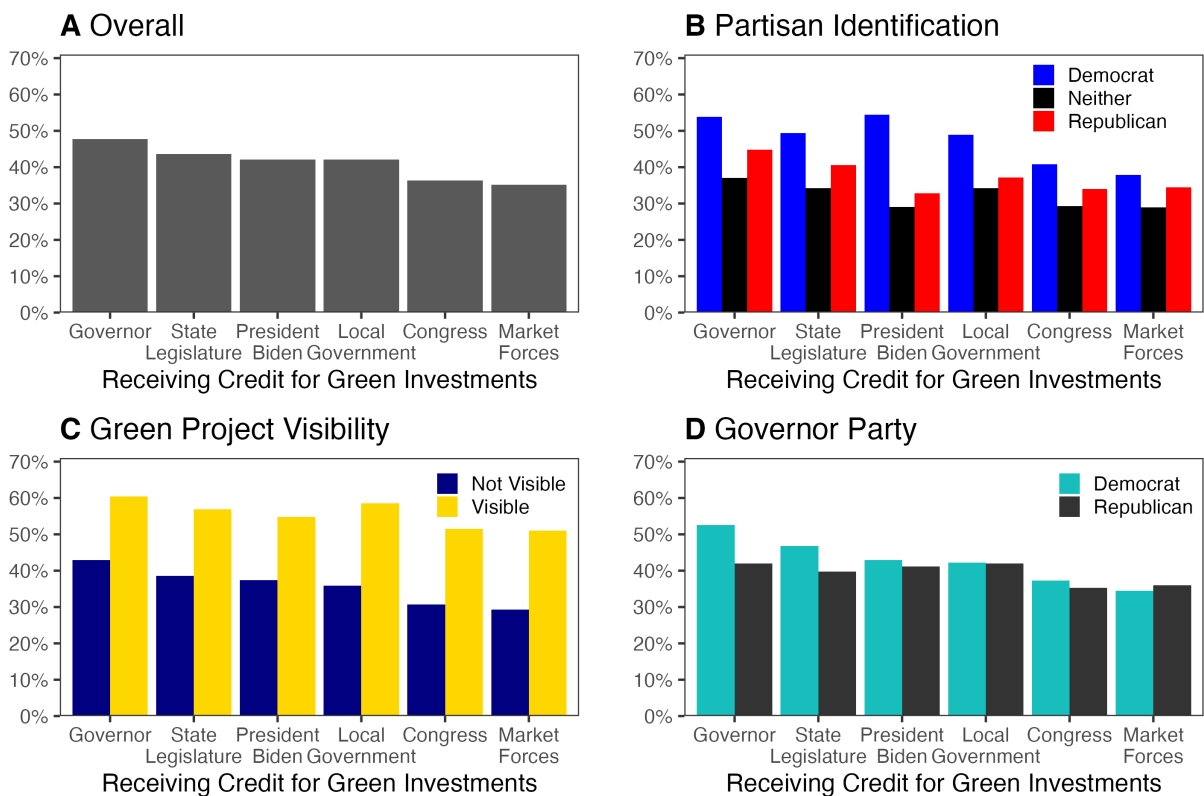 A Overall
70%
60%
50%
40%
30%
20%
10%
0%
Governor State President Local Congress Market
Legislature Biden Government Forces
Receiving Credit for Green Investments
B Partisan Identification
70%
60%
50%
40%
30%
20%
10%
0%
Democrat
Neither
Republican
Governor State President Local Congress Market
Legislature Biden Government Forces
Receiving Credit for Green Investments
C Green Project Visibility
70%
60%
50%
40%
30%
20%
10%
0%
Not Visible
Visible
Governor State President Local Congress Market
Legislature Biden Government Forces
Receiving Credit for Green Investments
D Governor Party
70%
60%
50%
40%
30%
20%
10%
0%
Democrat
Republican
Governor State President Local Congress Market
Legislature Biden Government Forces
Receiving Credit for Green Investments